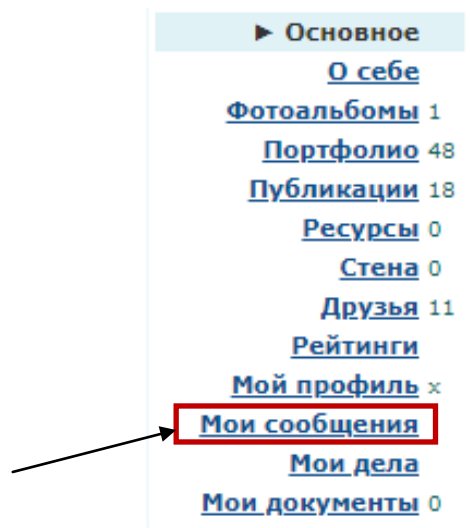 ► Основное
О себе
Фотоальбомы 1
Портфолио 48
Публикации 18
Ресурсы 0
Стена 0
Друзья 11
Рейтинги
Мой профиль x
Мои сообщения
Мои дела
Мои документы 0